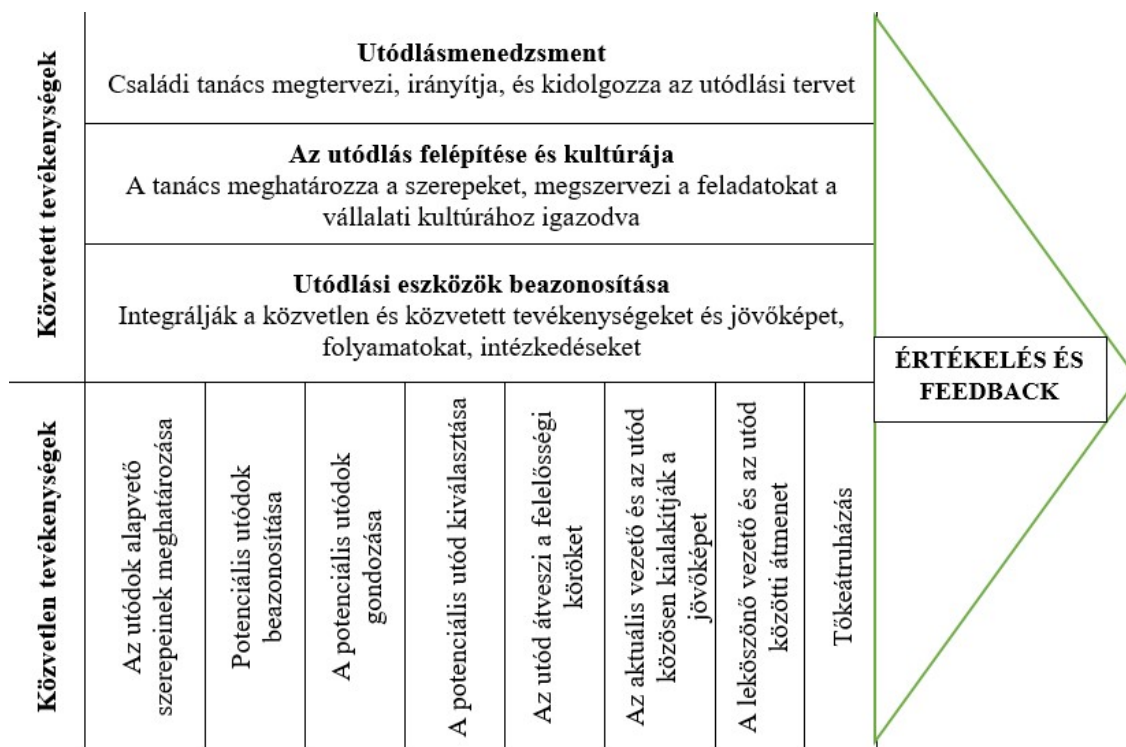 Közvetett tevékenységek
Utódlásmenedzsment
Családi tanács megtervezi, irányítja, és kidolgozza az utódlási tervet
Az utódlás felépítése és kultúrája
A tanács meghatározza a szerepeket, megszervezi a feladatokat a
vállalati kultúrához igazodva
Utódlási eszközök beazonosítása
Integrálják a közvetlen és közvetett tevékenységeket és jövőképet,
folyamatokat, intézkedéseket
Közvetlen tevékenységek
Az utódok alapvető
szerepeinek meghatározása
Potenciális utódok
beazonosítása
A potenciális utódok
gondozása
A potenciális utód kiválasztása
Az utód átveszi a felelősségi
köröket
Az aktuális vezető és az utód
közösen kialakítják a
jövőképet
A leköszönő vezető és az utód
közötti átmenet
Tőkeátruházás
ÉRTÉKELÉS ÉS
FEEDBACK